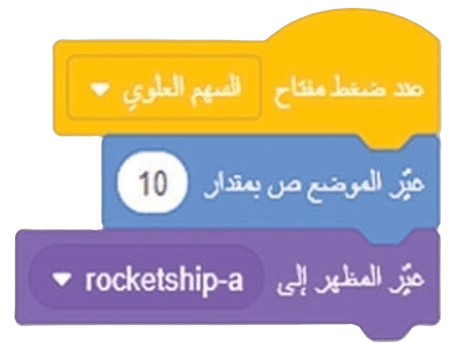 عند ضغط مفتاح السهم العلوي
غيّر الموضع ص بمقدار 10
غيّر المظهر إلى rocketship-a